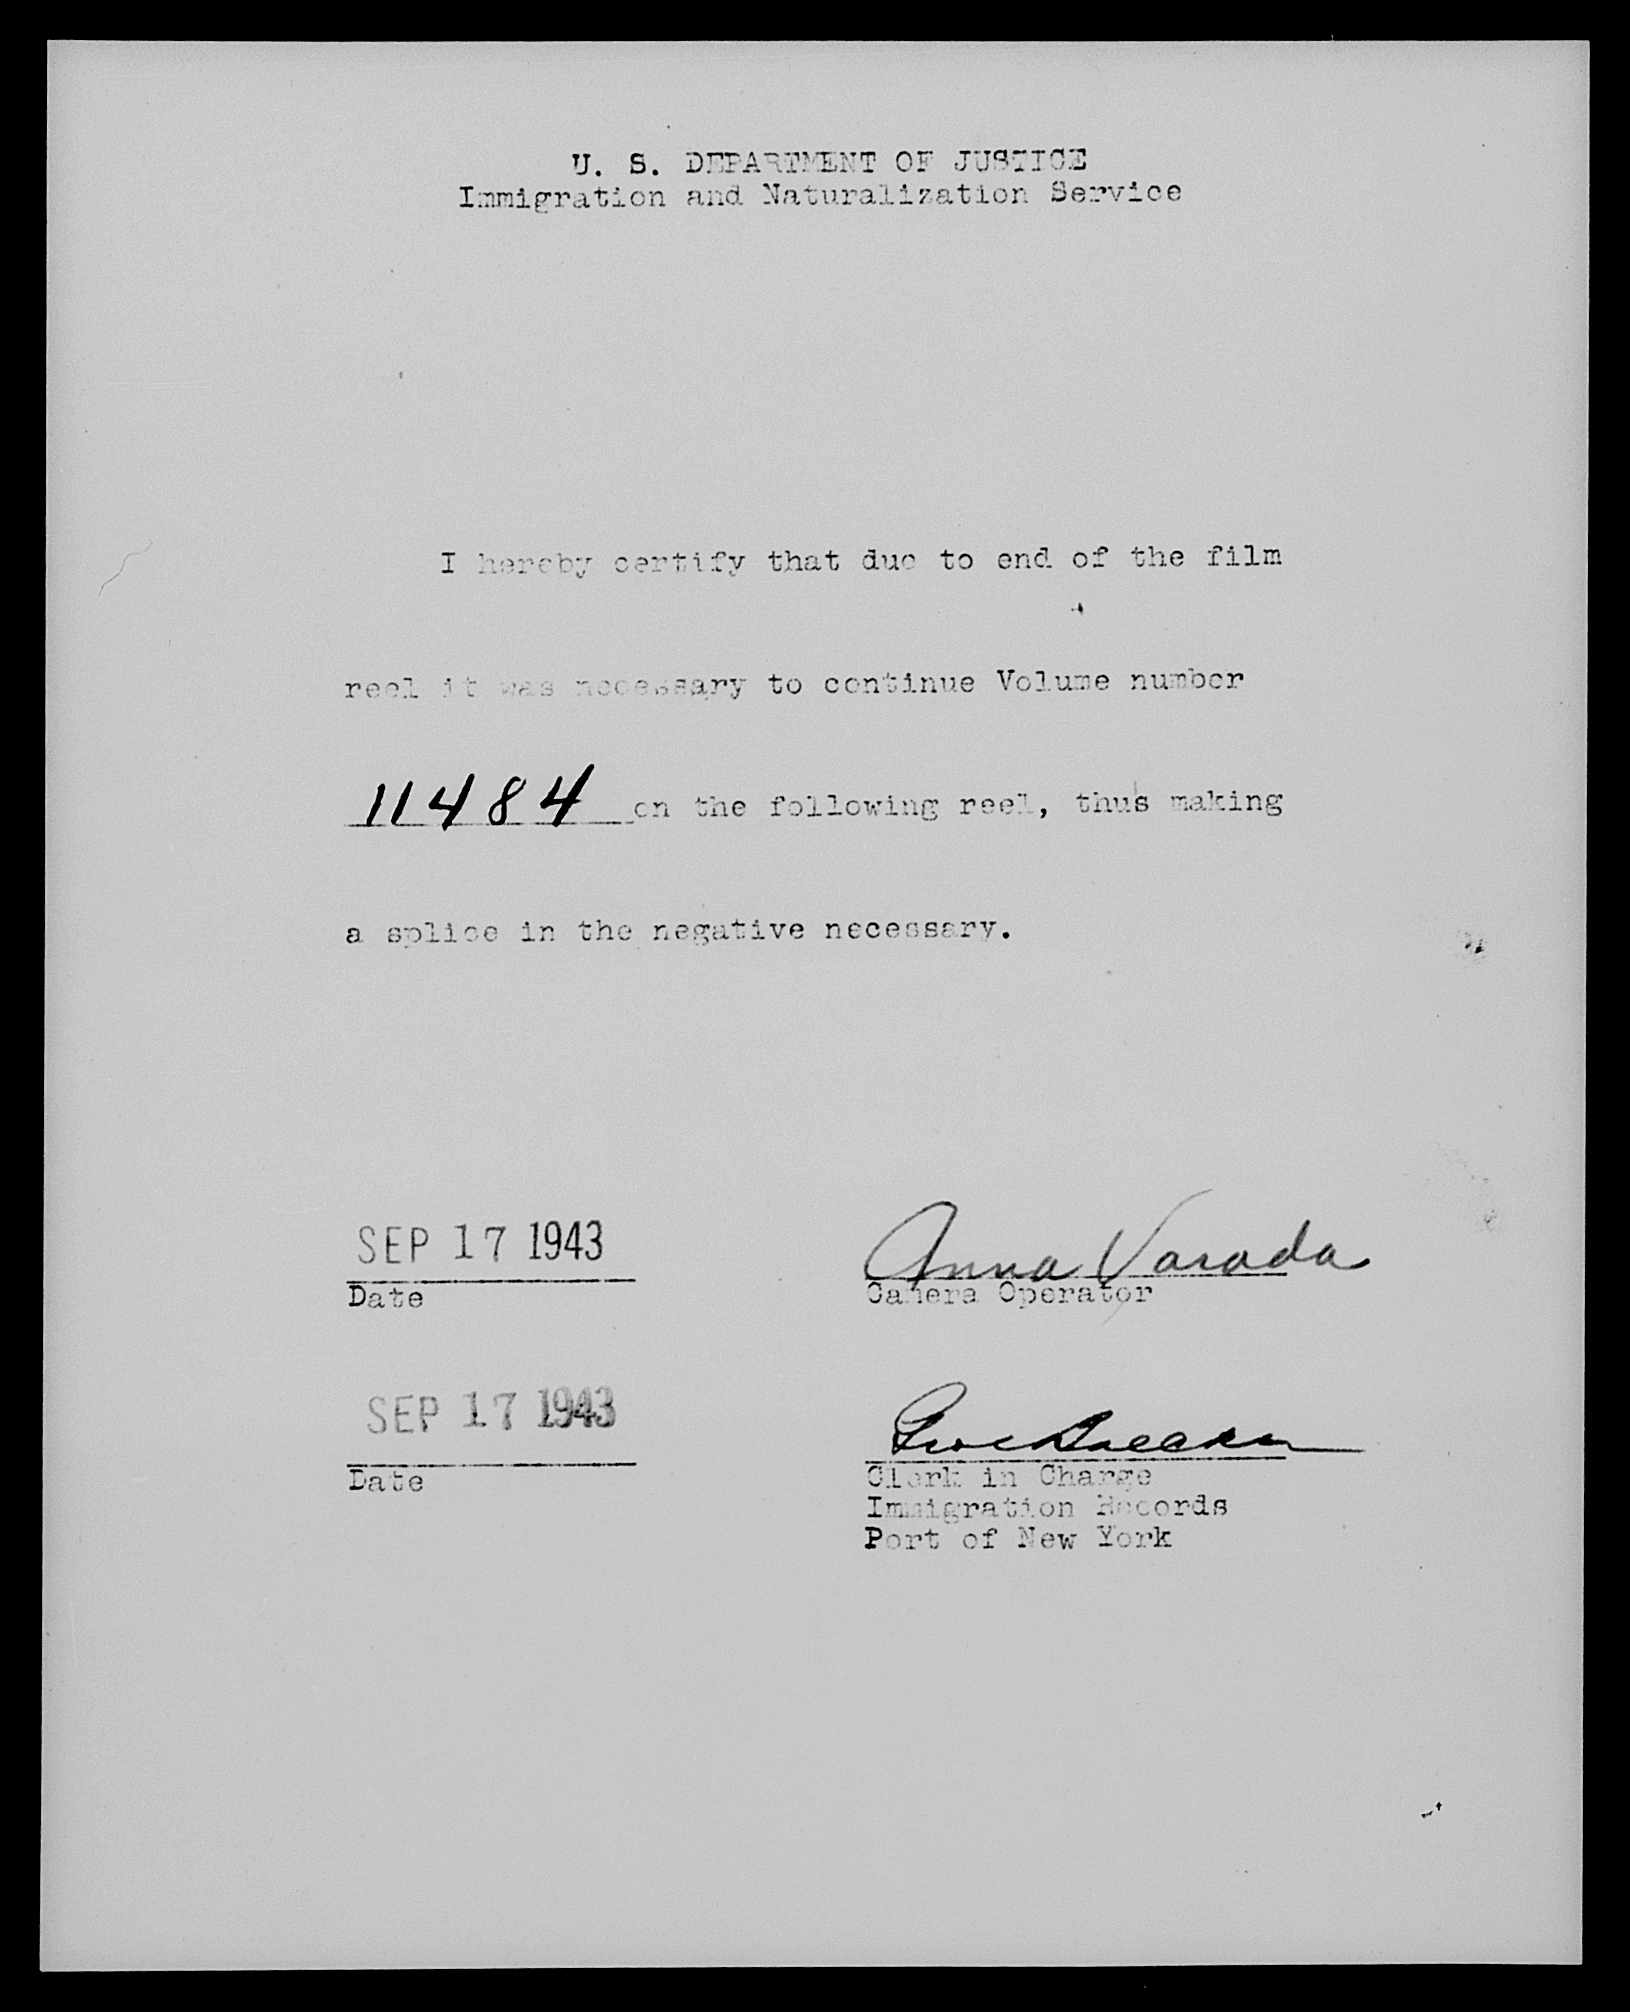 U. S. DEPARTMENT OF JUSTICE
Immigration and Naturalization Service
I hereby certify that due to end of the film
reel it was necessary to continue Volume number
11484 on the following reel, thus making
a splice in the negative necessary.
SEP 17 1943
Anna Varada
Date
Camera Operator
SEP 17 1943
Date
Clerk in Charge
Immigration Records
Port of New York